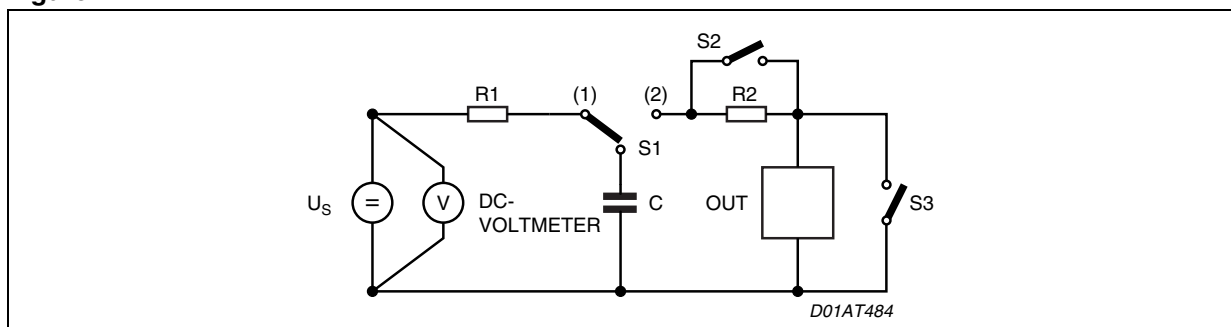 S2
R1
(1)
(2)
R2
S1
U_S
=
V
DC-
VOLTMETER
C
OUT
S3
D01AT484